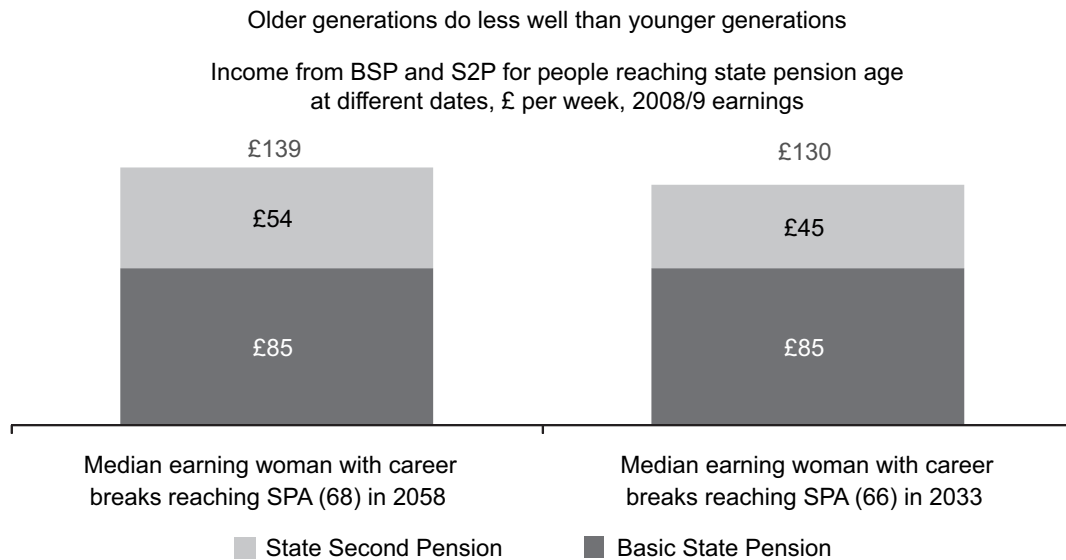 Older generations do less well than younger generations
Income from BSP and S2P for people reaching state pension age
at different dates, £ per week, 2008/9 earnings
£139
£130
£54
£45
£85
£85
Median earning woman with career
breaks reaching SPA (68) in 2058
Median earning woman with career
breaks reaching SPA (66) in 2033
State Second Pension
Basic State Pension